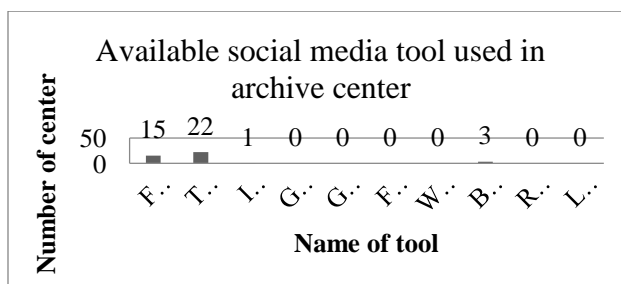 Available social media tool used in
archive center
Number of center
50
0
15 22 1 0 0 0 0 3 0 0
F.. T.. I.. G.. G.. F.. W.. B.. R.. L..
Name of tool